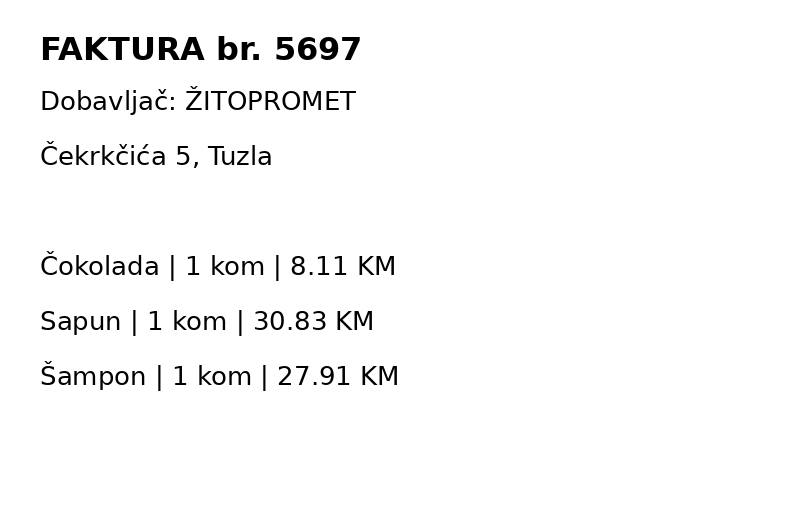 FAKTURA br. 5697
Dobavljač: ŽITOPROMET
Čekrkčića 5, Tuzla
Čokolada | 1 kom | 8.11 KM
Sapun | 1 kom | 30.83 KM
Šampon | 1 kom | 27.91 KM